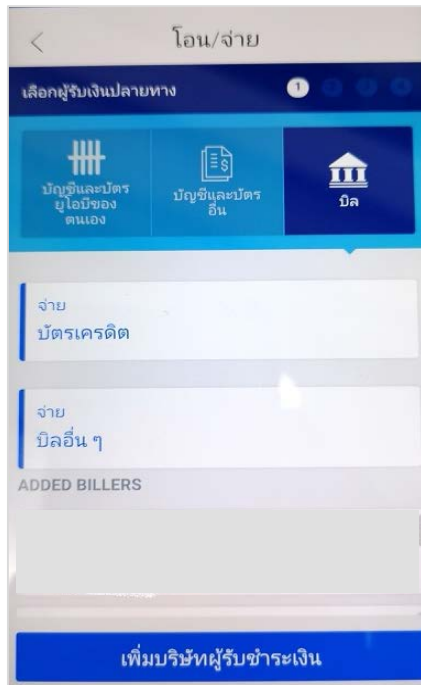 โอน/จ่าย
เลือกผู้รับเงินปลายทาง
1 2 3 4
บัญชีและบัตร
ยูโอบีของ
ตนเอง
บัญชีและบัตร
อื่น
บิล
จ่าย
บัตรเครดิต
จ่าย
บิลอื่น ๆ
ADDED BILLERS
เพิ่มบริษัทผู้รับชำระเงิน